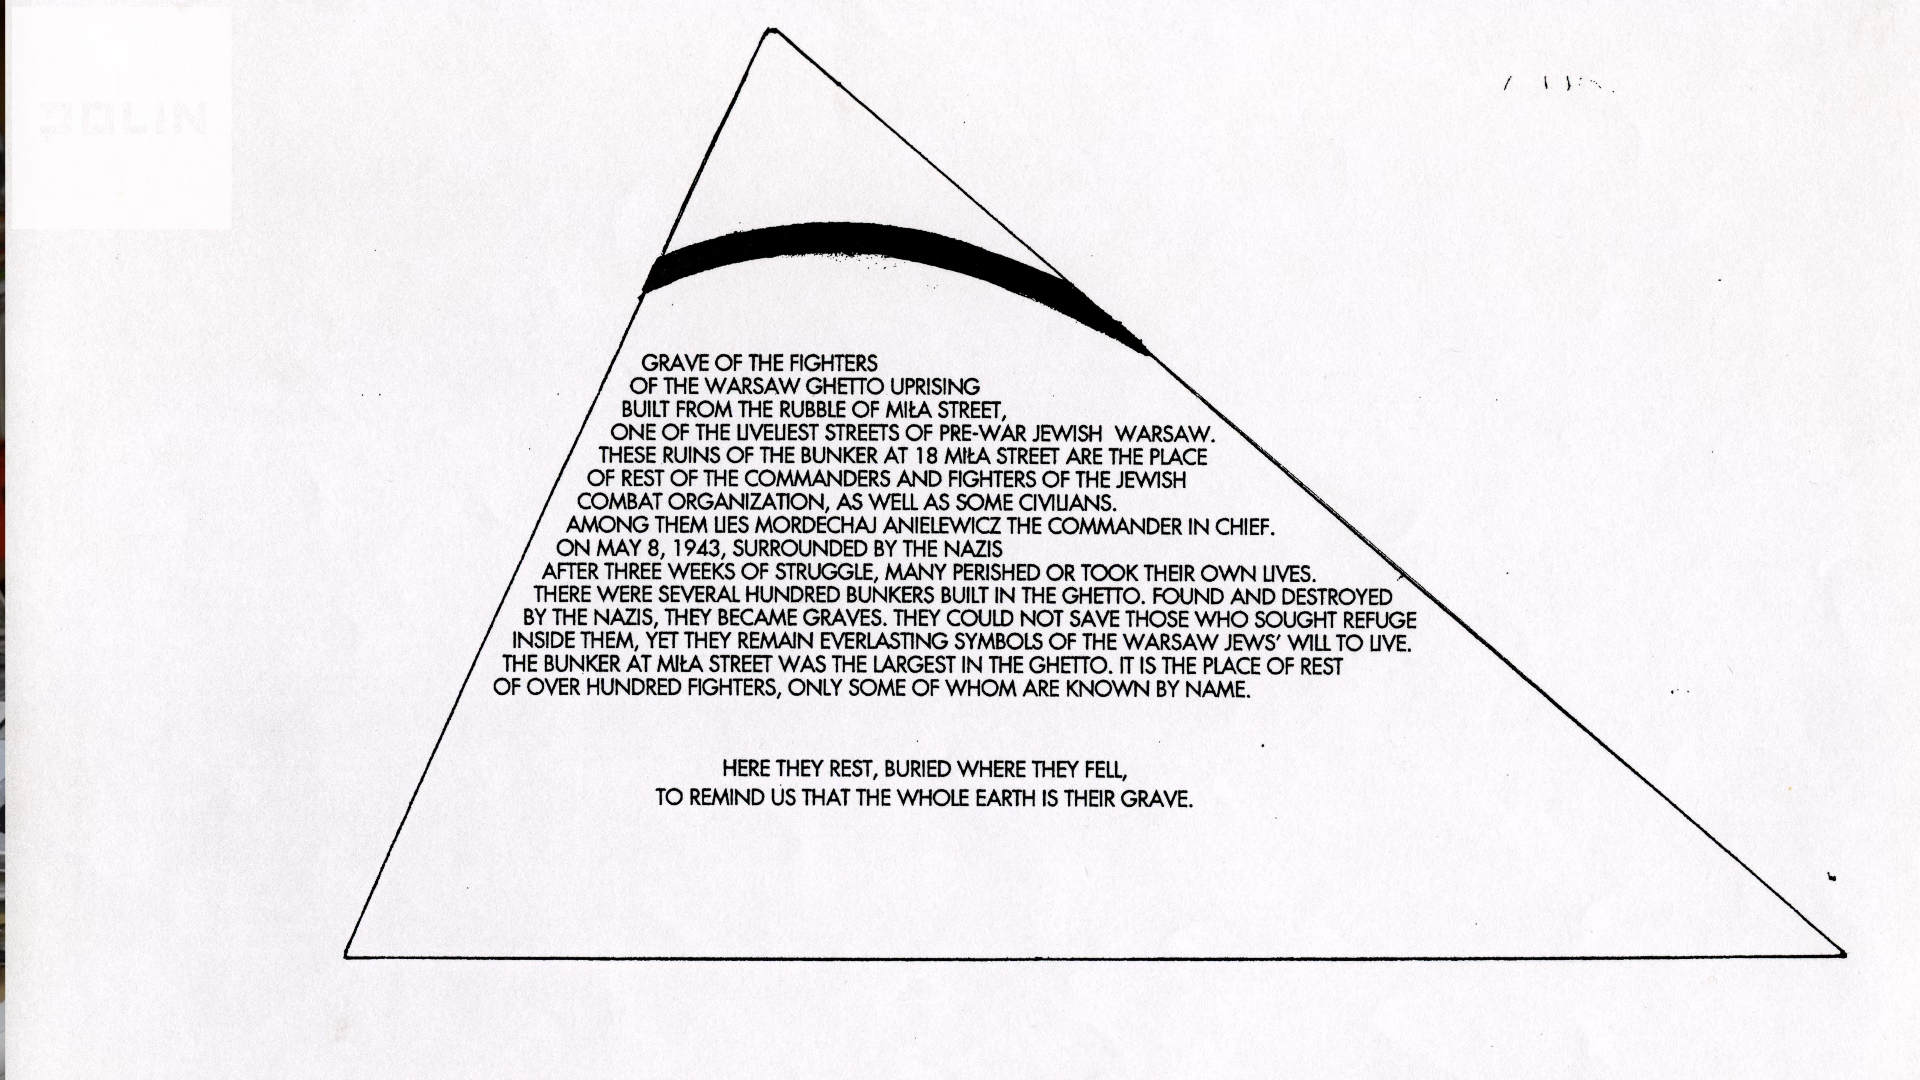 POLIN
GRAVE OF THE FIGHTERS
OF THE WARSAW GHETTO UPRISING
BUILT FROM THE RUBBLE OF MIŁA STREET,
ONE OF THE LIVELIEST STREETS OF PRE-WAR JEWISH WARSAW.
THESE RUINS OF THE BUNKER AT 18 MIŁA STREET ARE THE PLACE
OF REST OF THE COMMANDERS AND FIGHTERS OF THE JEWISH
COMBAT ORGANIZATION, AS WELL AS SOME CIVILIANS.
AMONG THEM LIES MORDECHAJ ANIELEWICZ THE COMMANDER IN CHIEF.
ON MAY 8, 1943, SURROUNDED BY THE NAZIS
AFTER THREE WEEKS OF STRUGGLE, MANY PERISHED OR TOOK THEIR OWN LIVES.
THERE WERE SEVERAL HUNDRED BUNKERS BUILT IN THE GHETTO. FOUND AND DESTROYED
BY THE NAZIS, THEY BECAME GRAVES. THEY COULD NOT SAVE THOSE WHO SOUGHT REFUGE
INSIDE THEM, YET THEY REMAIN EVERLASTING SYMBOLS OF THE WARSAW JEWS' WILL TO LIVE.
THE BUNKER AT MIŁA STREET WAS THE LARGEST IN THE GHETTO. IT IS THE PLACE OF REST
OF OVER HUNDRED FIGHTERS, ONLY SOME OF WHOM ARE KNOWN BY NAME.
HERE THEY REST, BURIED WHERE THEY FELL,
TO REMIND US THAT THE WHOLE EARTH IS THEIR GRAVE.